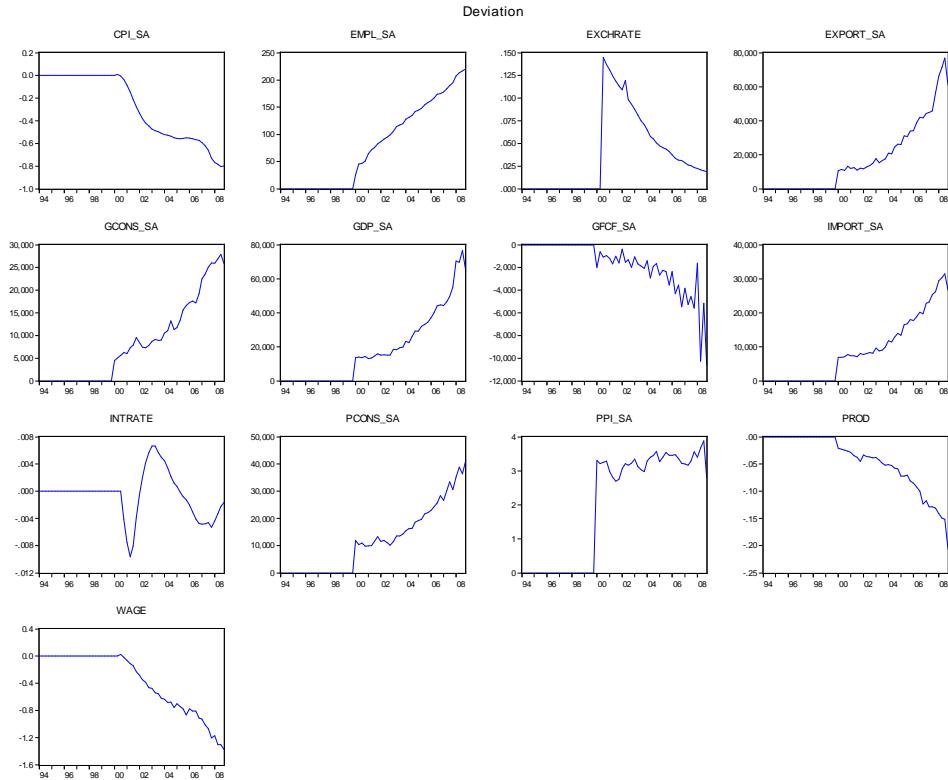 Deviation
CPI_SA
0.2
0.0
-0.2
-0.4
-0.6
-0.8
-1.0
94 96 98 00 02 04 06 08
EMPL_SA
250
200
150
100
50
0
94 96 98 00 02 04 06 08
EXCHRATE
.150
.125
.100
.075
.050
.025
.000
94 96 98 00 02 04 06 08
EXPORT_SA
80,000
60,000
40,000
20,000
0
94 96 98 00 02 04 06 08
GCONS_SA
30,000
25,000
20,000
15,000
10,000
5,000
0
94 96 98 00 02 04 06 08
GDP_SA
80,000
60,000
40,000
20,000
0
94 96 98 00 02 04 06 08
GFCF_SA
0
-2,000
-4,000
-6,000
-8,000
-10,000
-12,000
94 96 98 00 02 04 06 08
IMPORT_SA
40,000
30,000
20,000
10,000
0
94 96 98 00 02 04 06 08
INTRATE
.008
.004
.000
-.004
-.008
-.012
94 96 98 00 02 04 06 08
PCONS_SA
50,000
40,000
30,000
20,000
10,000
0
94 96 98 00 02 04 06 08
PPI_SA
4
3
2
1
0
94 96 98 00 02 04 06 08
PROD
.00
-.05
-.10
-.15
-.20
-.25
94 96 98 00 02 04 06 08
WAGE
0.4
0.0
-0.4
-0.8
-1.2
-1.6
94 96 98 00 02 04 06 08